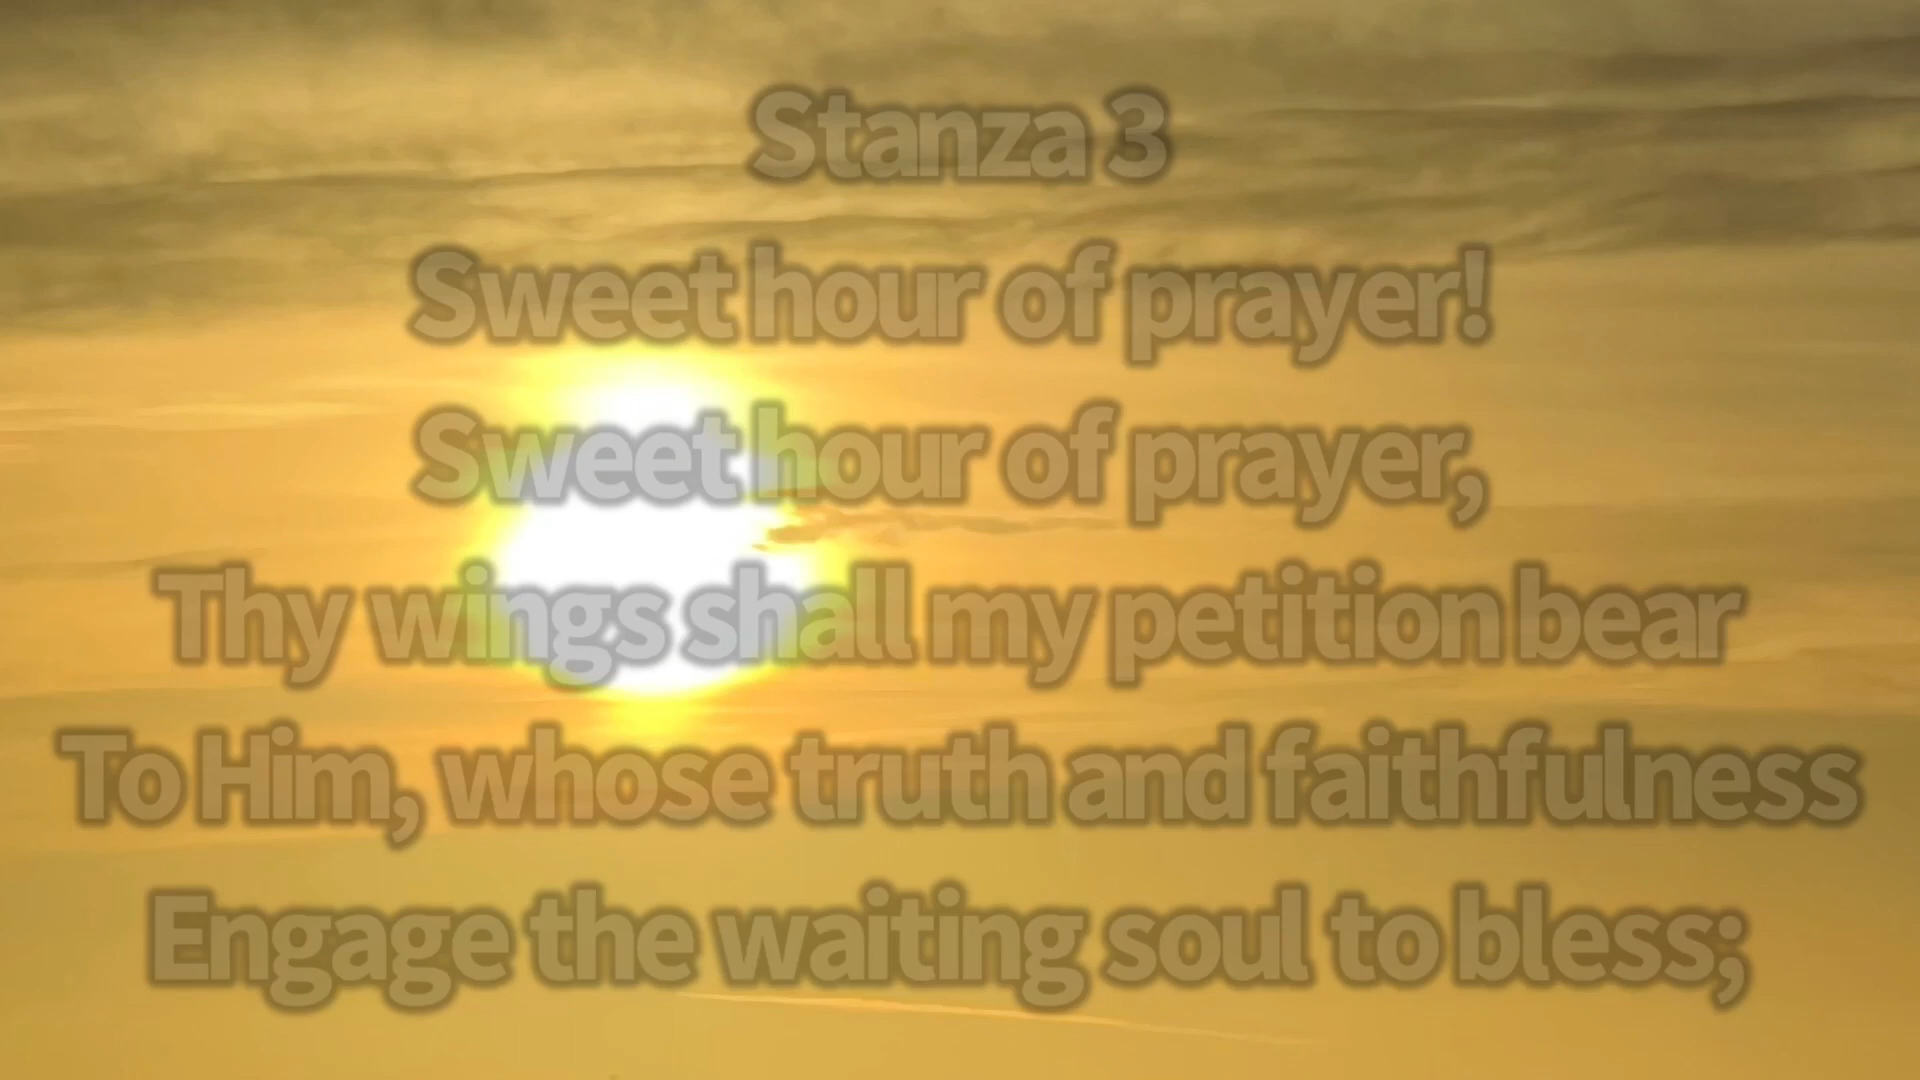 Stanza 3
Sweet hour of prayer!
Sweet hour of prayer,
Thy wings shall my petition bear
To Him, whose truth and faithfulness
Engage the waiting soul to bless;